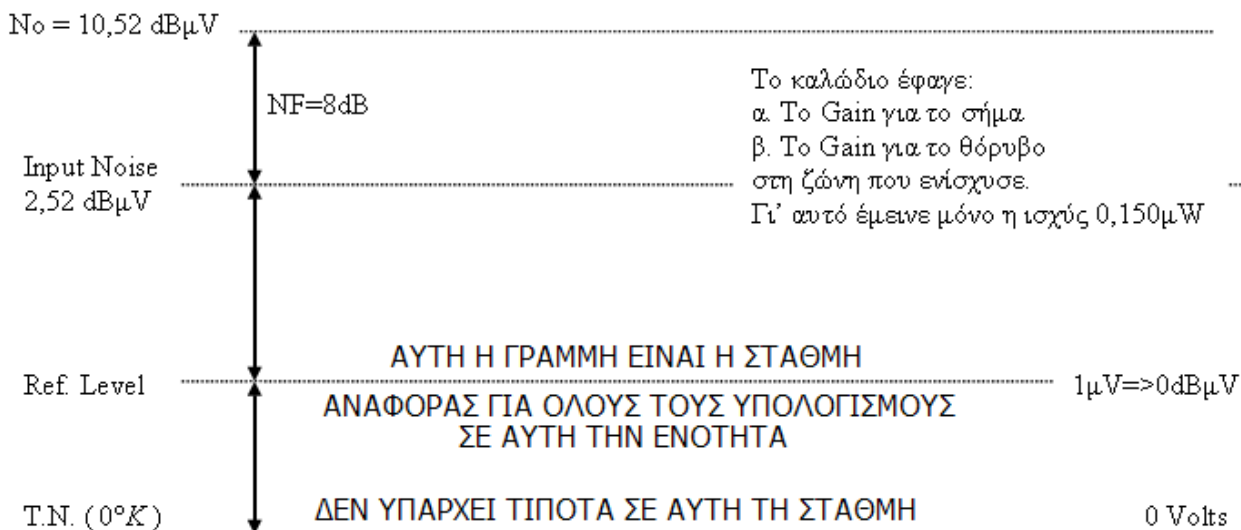 No = 10,52 dBμV
NF=8dB
Το καλώδιο έφαγε:
α. Το Gain για το σήμα
β. Το Gain για το θόρυβο
στη ζώνη που ενίσχυσε.
Γι’ αυτό έμεινε μόνο η ισχύς 0,150μW
Input Noise
2,52 dBμV
ΑΥΤΗ Η ΓΡΑΜΜΗ ΕΙΝΑΙ Η ΣΤΑΘΜΗ
Ref. Level
1μV=>0dBμV
ΑΝΑΦΟΡΑΣ ΓΙΑ ΟΛΟΥΣ ΤΟΥΣ ΥΠΟΛΟΓΙΣΜΟΥΣ
ΣΕ ΑΥΤΗ ΤΗΝ ΕΝΟΤΗΤΑ
T.N. (0°K)
ΔΕΝ ΥΠΑΡΧΕΙ ΤΙΠΟΤΑ ΣΕ ΑΥΤΗ ΤΗ ΣΤΑΘΜΗ
0 Volts